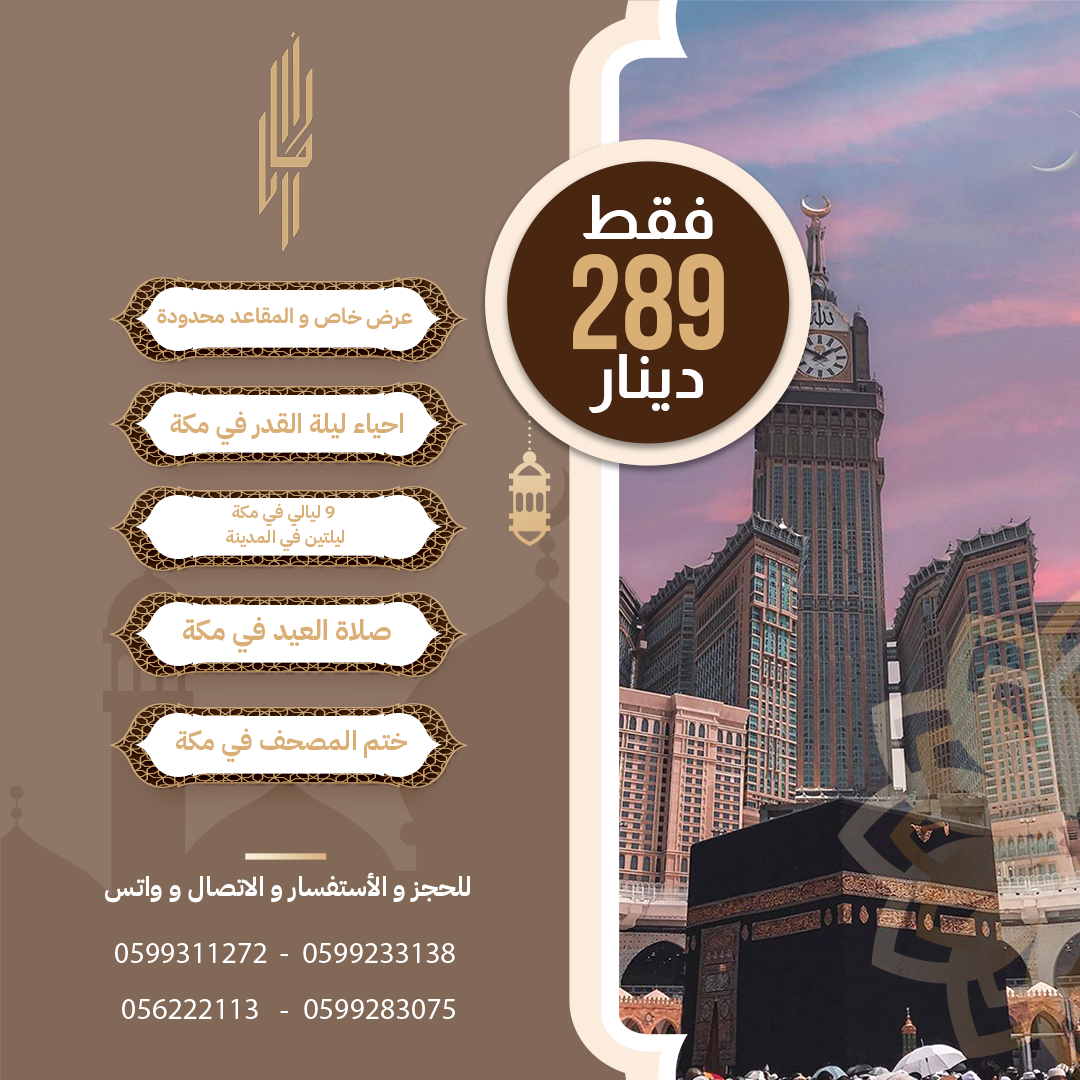 رمضان
فقط
289
دينار
عرض خاص و المقاعد محدودة
احياء ليلة القدر في مكة
9 ليالي في مكة
ليلتين في المدينة
صلاة العيد في مكة
ختم المصحف في مكة
للحجز و الأستفسار و الاتصال و واتس
0599311272 - 0599233138
056222113 - 0599283075